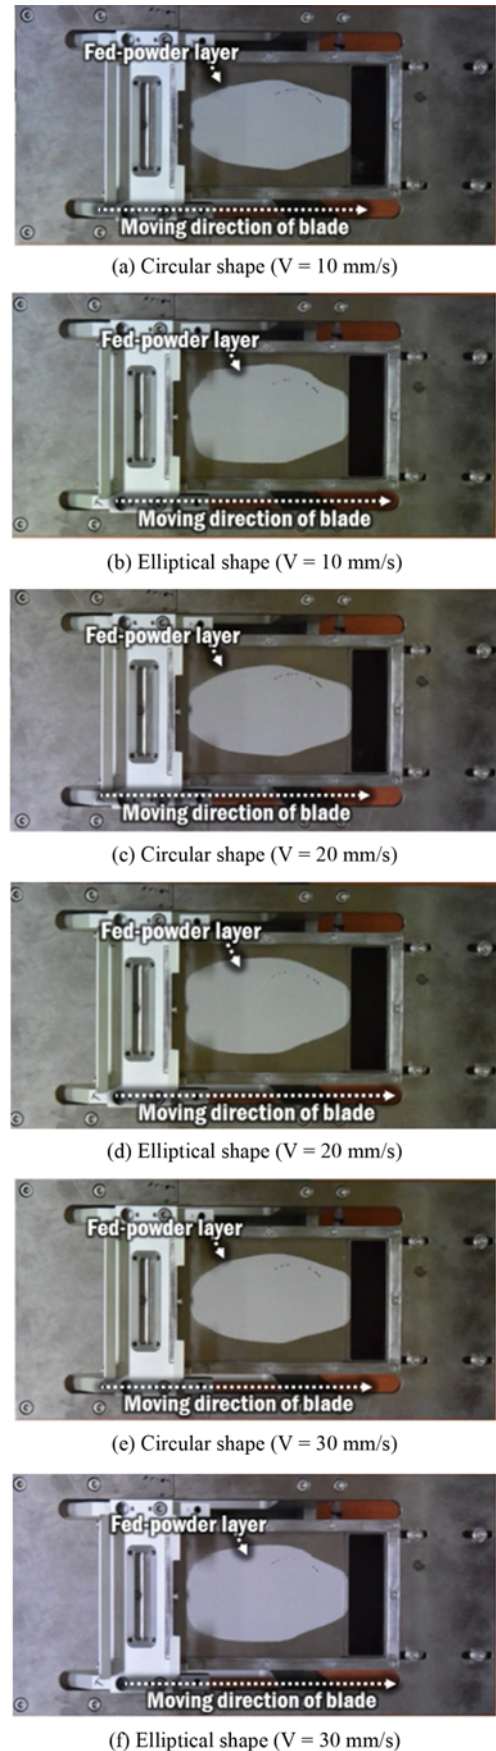 Fed-powder layer
Moving direction of blade
(a) Circular shape (V = 10 mm/s)
Fed-powder layer
Moving direction of blade
(b) Elliptical shape (V = 10 mm/s)
Fed-powder layer
Moving direction of blade
(c) Circular shape (V = 20 mm/s)
Fed-powder layer
Moving direction of blade
(d) Elliptical shape (V = 20 mm/s)
Fed-powder layer
Moving direction of blade
(e) Circular shape (V = 30 mm/s)
Fed-powder layer
Moving direction of blade
(f) Elliptical shape (V = 30 mm/s)